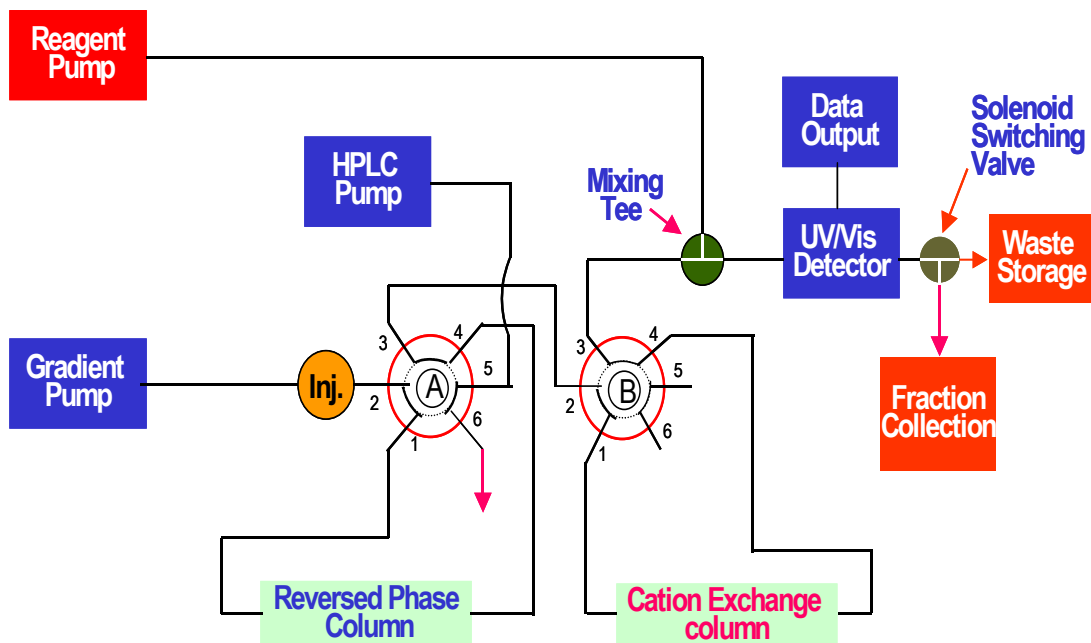 Reagent
Pump
HPLC
Pump
Mixing
Tee
Data
Output
Solenoid
Switching
Valve
UV/Vis
Detector
Waste
Storage
Gradient
Pump
Inj.
3
4
A
5
2
6
1
3
4
B
5
2
6
1
Fraction
Collection
Reversed Phase
Column
Cation Exchange
column